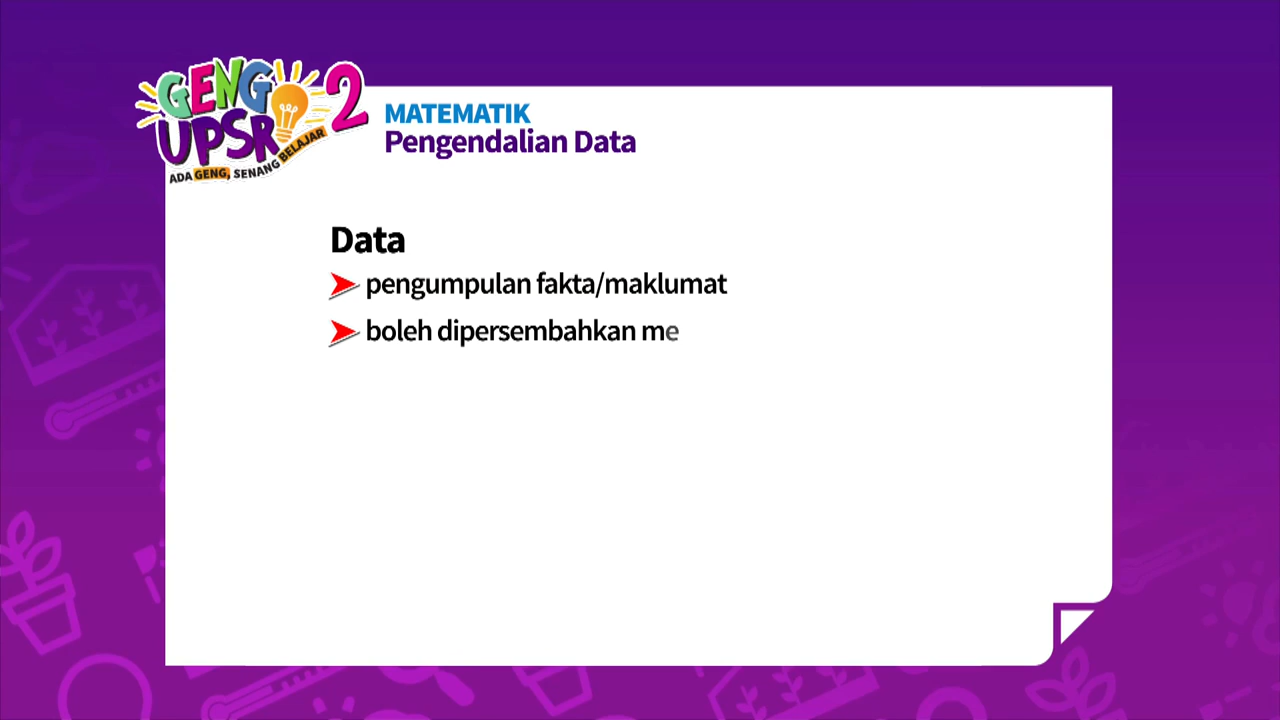 GENG
UPSR 2
ADA GENG, SENANG BELAJAR
MATEMATIK
Pengendalian Data
Data
pengumpulan fakta/maklumat
boleh dipersembahkan me